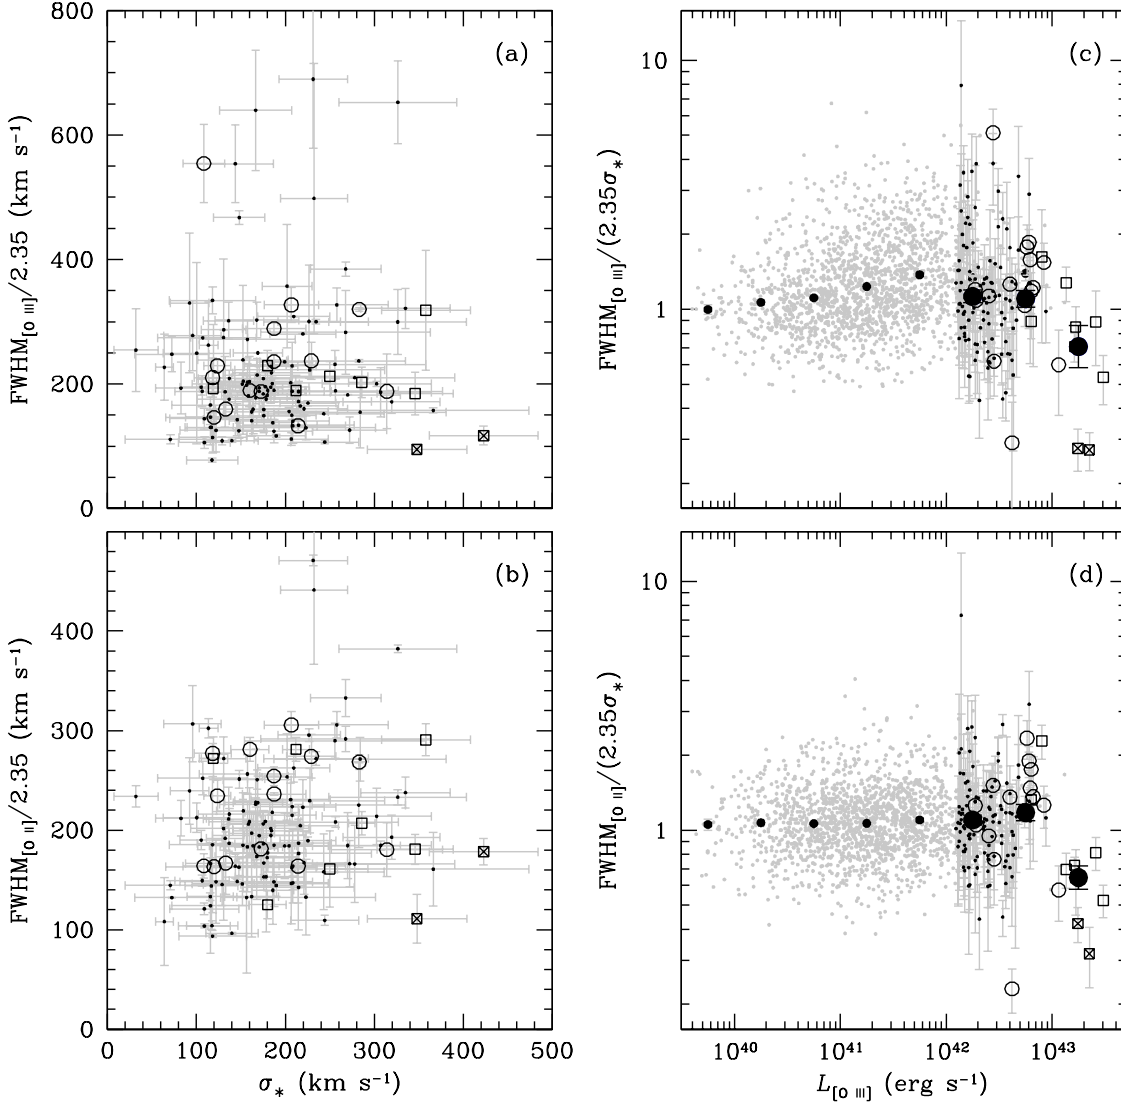 800
600
400
200
0
FWHM[O III]/2.35 (km s⁻¹)
(a)
10
1
FWHM[O III]/(2.35σ*)
(c)
400
300
200
100
0
FWHM[O II]/2.35 (km s⁻¹)
(b)
0 100 200 300 400 500
σ* (km s⁻¹)
10
1
FWHM[O II]/(2.35σ*)
(d)
10⁴⁰ 10⁴¹ 10⁴² 10⁴³
L[O III] (erg s⁻¹)